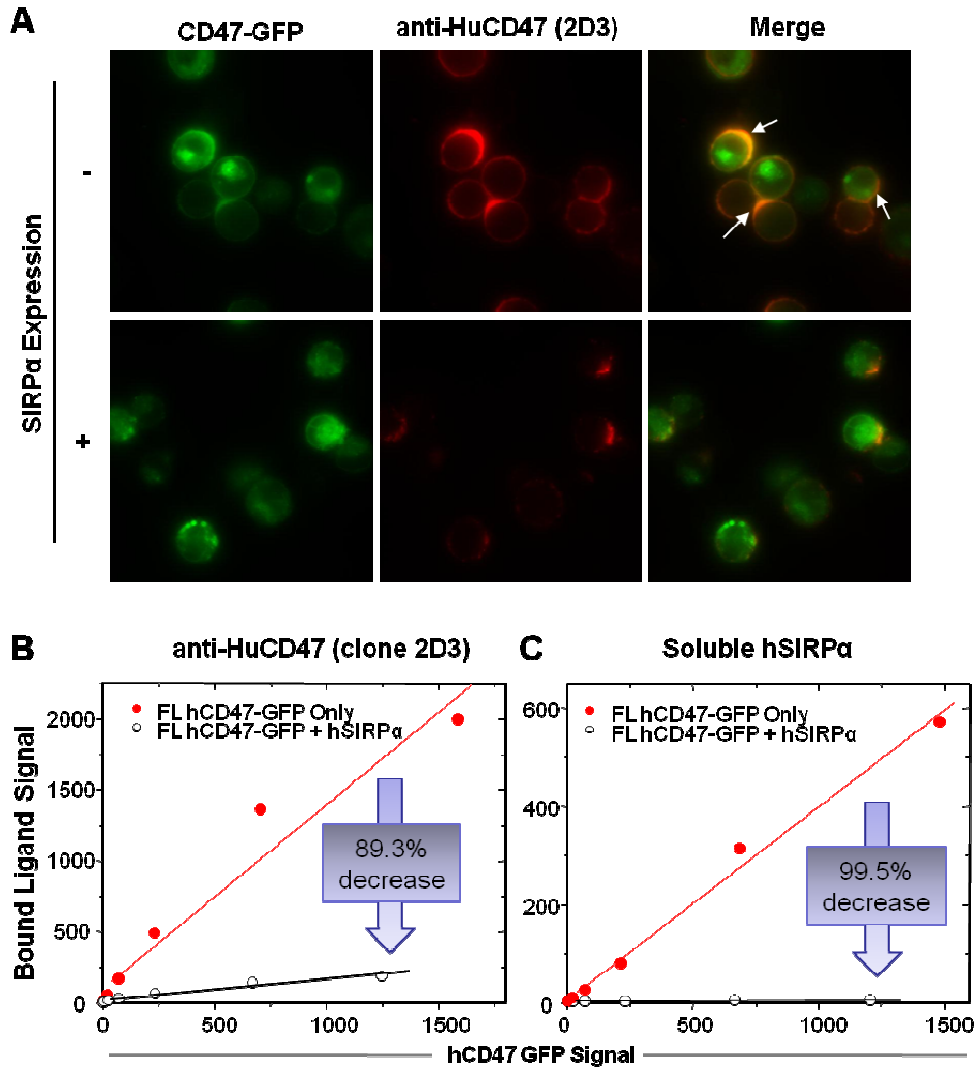 A
CD47-GFP
anti-HuCD47 (2D3)
Merge
SIRPα Expression
-
+
B
anti-HuCD47 (clone 2D3)
FL hCD47-GFP Only
FL hCD47-GFP + hSIRPα
89.3%
decrease
Bound Ligand Signal
2000
1500
1000
500
0
0
500
1000
1500
C
Soluble hSIRPα
FL hCD47-GFP Only
FL hCD47-GFP + hSIRPα
99.5%
decrease
600
400
200
0
0
500
1000
1500
hCD47 GFP Signal